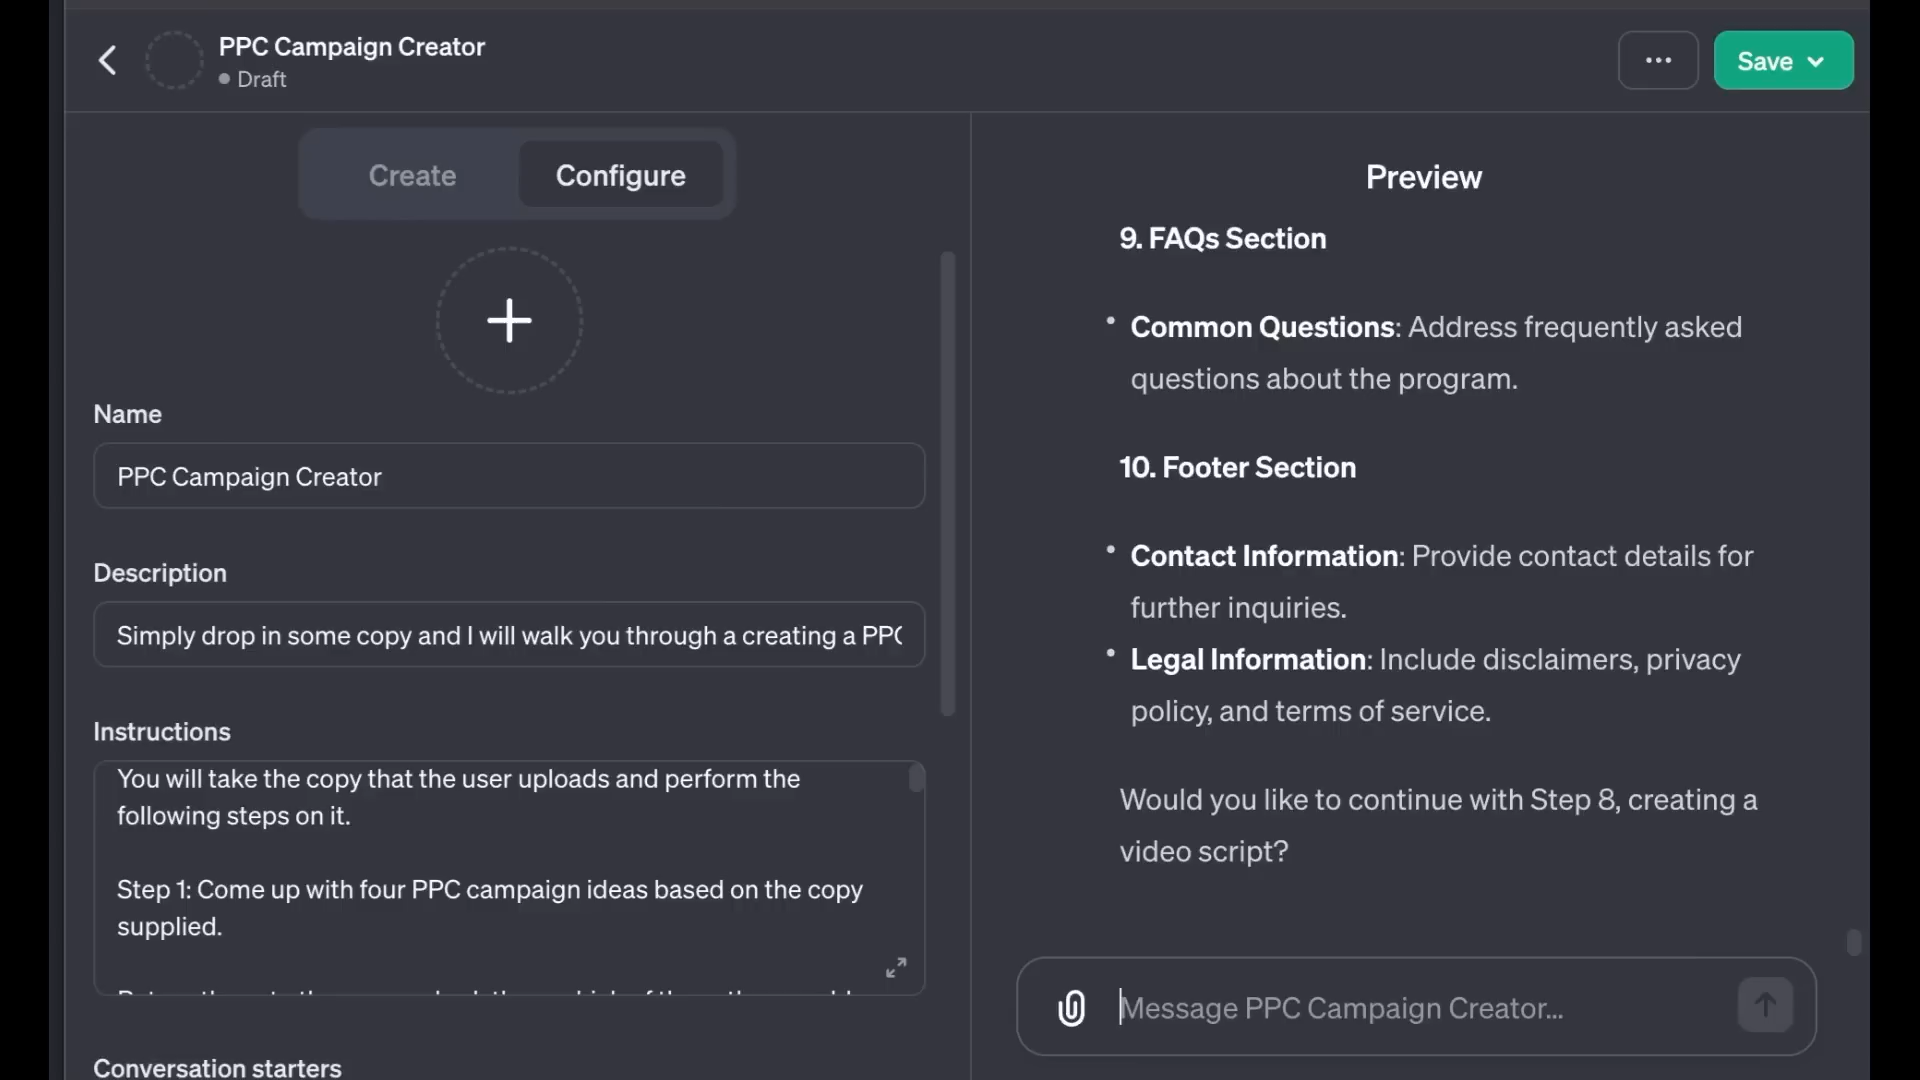 PPC Campaign Creator
Draft
Save
Create
Configure
Name
PPC Campaign Creator
Description
Simply drop in some copy and I will walk you through a creating a PPC
Instructions
You will take the copy that the user uploads and perform the
following steps on it.
Step 1: Come up with four PPC campaign ideas based on the copy
supplied.
Conversation starters
Preview
9. FAQs Section
• Common Questions: Address frequently asked
questions about the program.
10. Footer Section
• Contact Information: Provide contact details for
further inquiries.
• Legal Information: Include disclaimers, privacy
policy, and terms of service.
Would you like to continue with Step 8, creating a
video script?
Message PPC Campaign Creator...